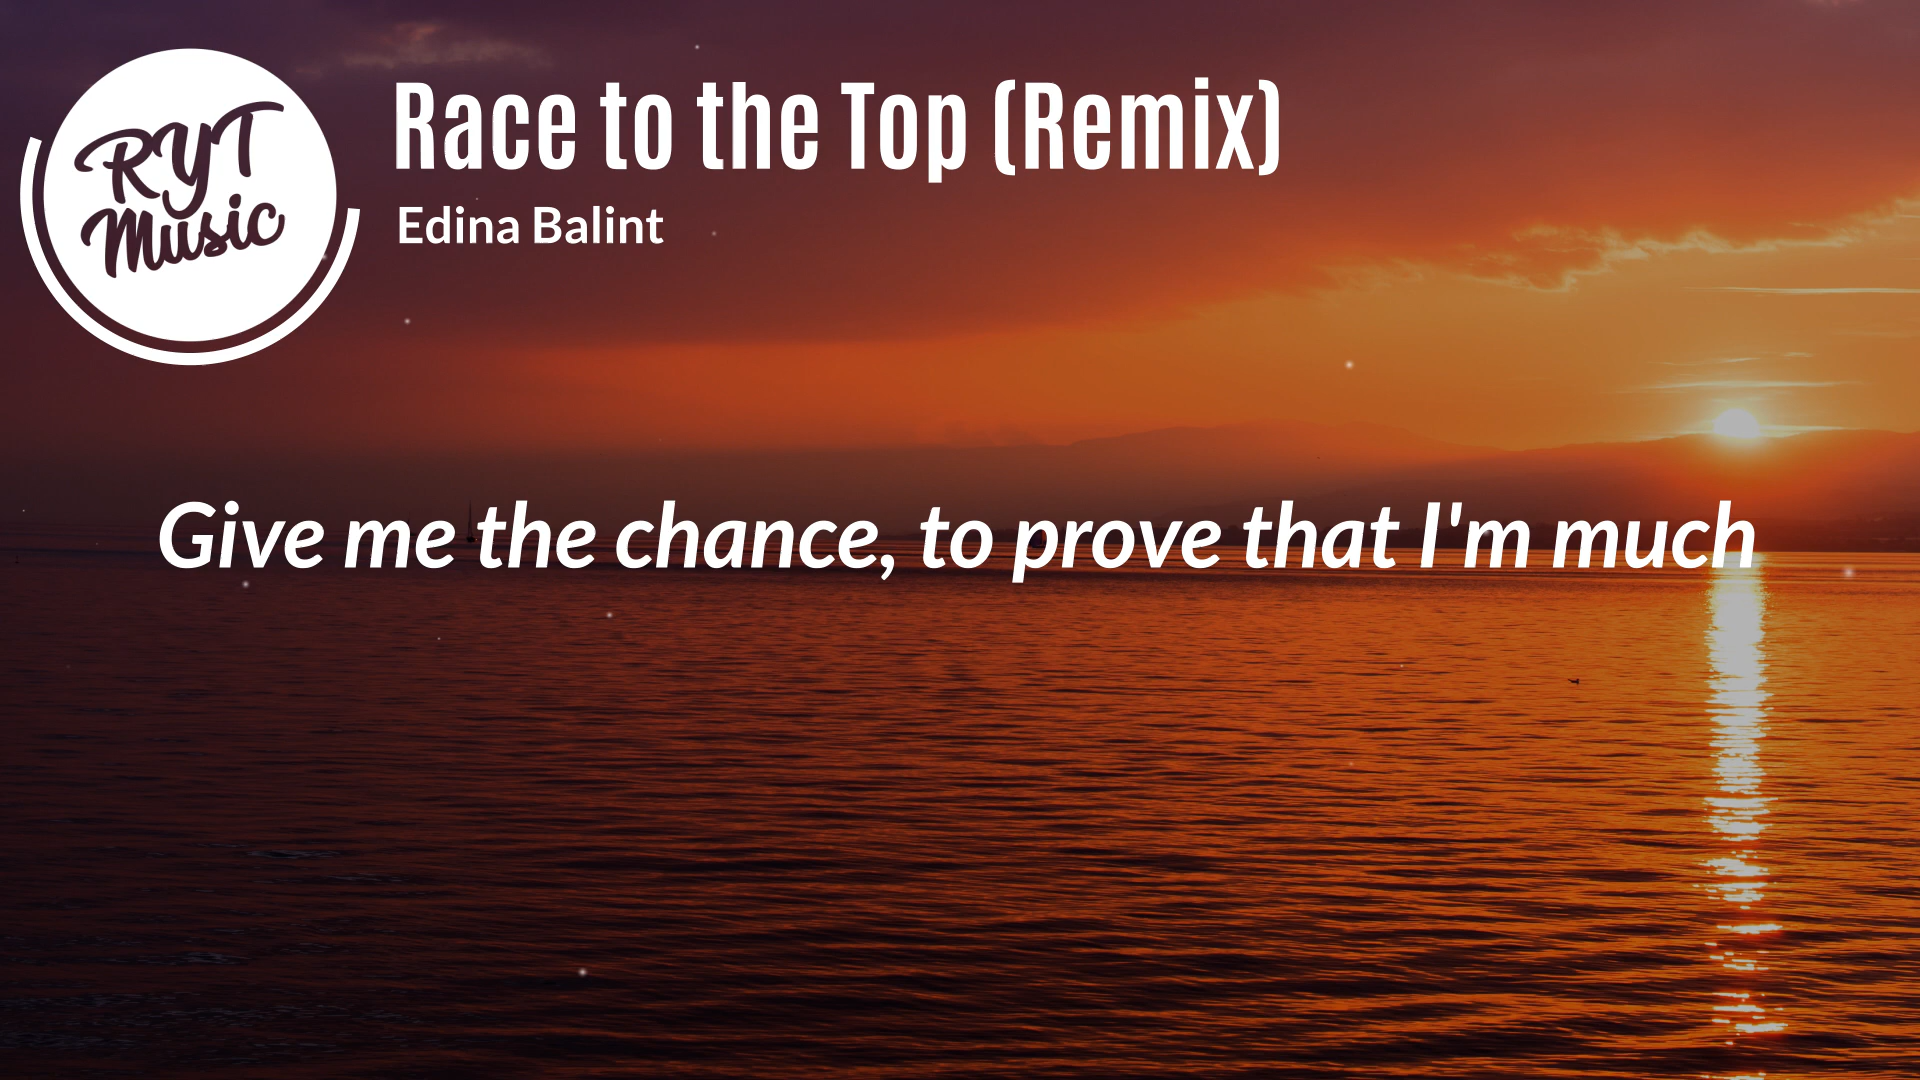 RYT
Music
Race to the Top (Remix)
Edina Balint
Give me the chance, to prove that I'm much